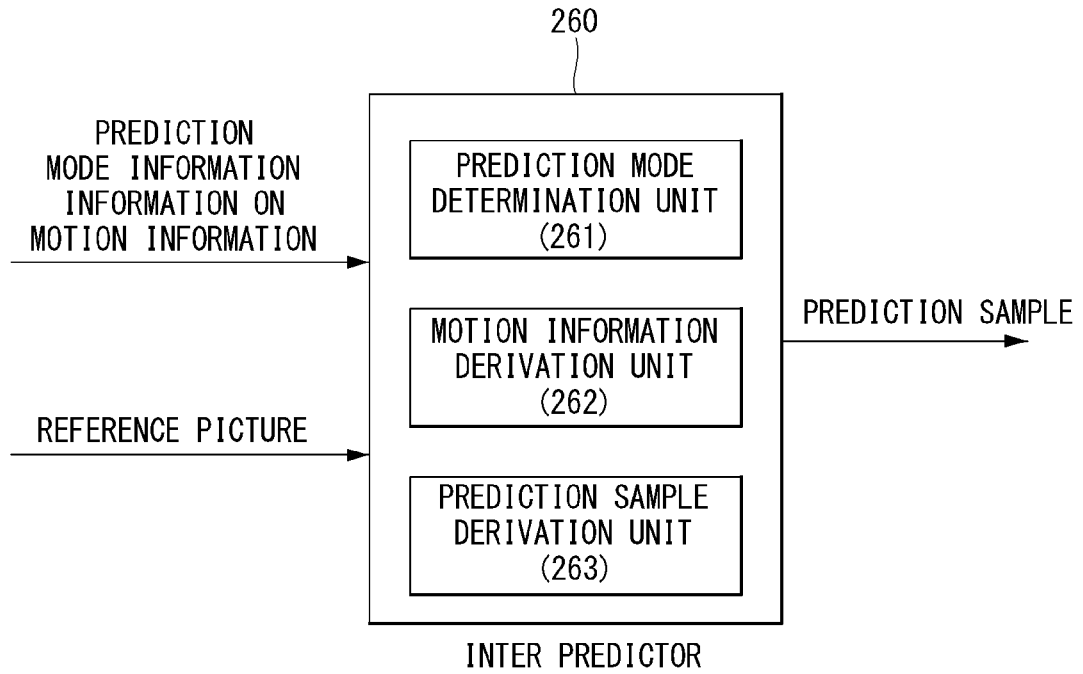 260
PREDICTION
MODE INFORMATION
INFORMATION ON
MOTION INFORMATION
REFERENCE PICTURE
PREDICTION MODE
DETERMINATION UNIT
(261)
MOTION INFORMATION
DERIVATION UNIT
(262)
PREDICTION SAMPLE
DERIVATION UNIT
(263)
PREDICTION SAMPLE
INTER PREDICTOR